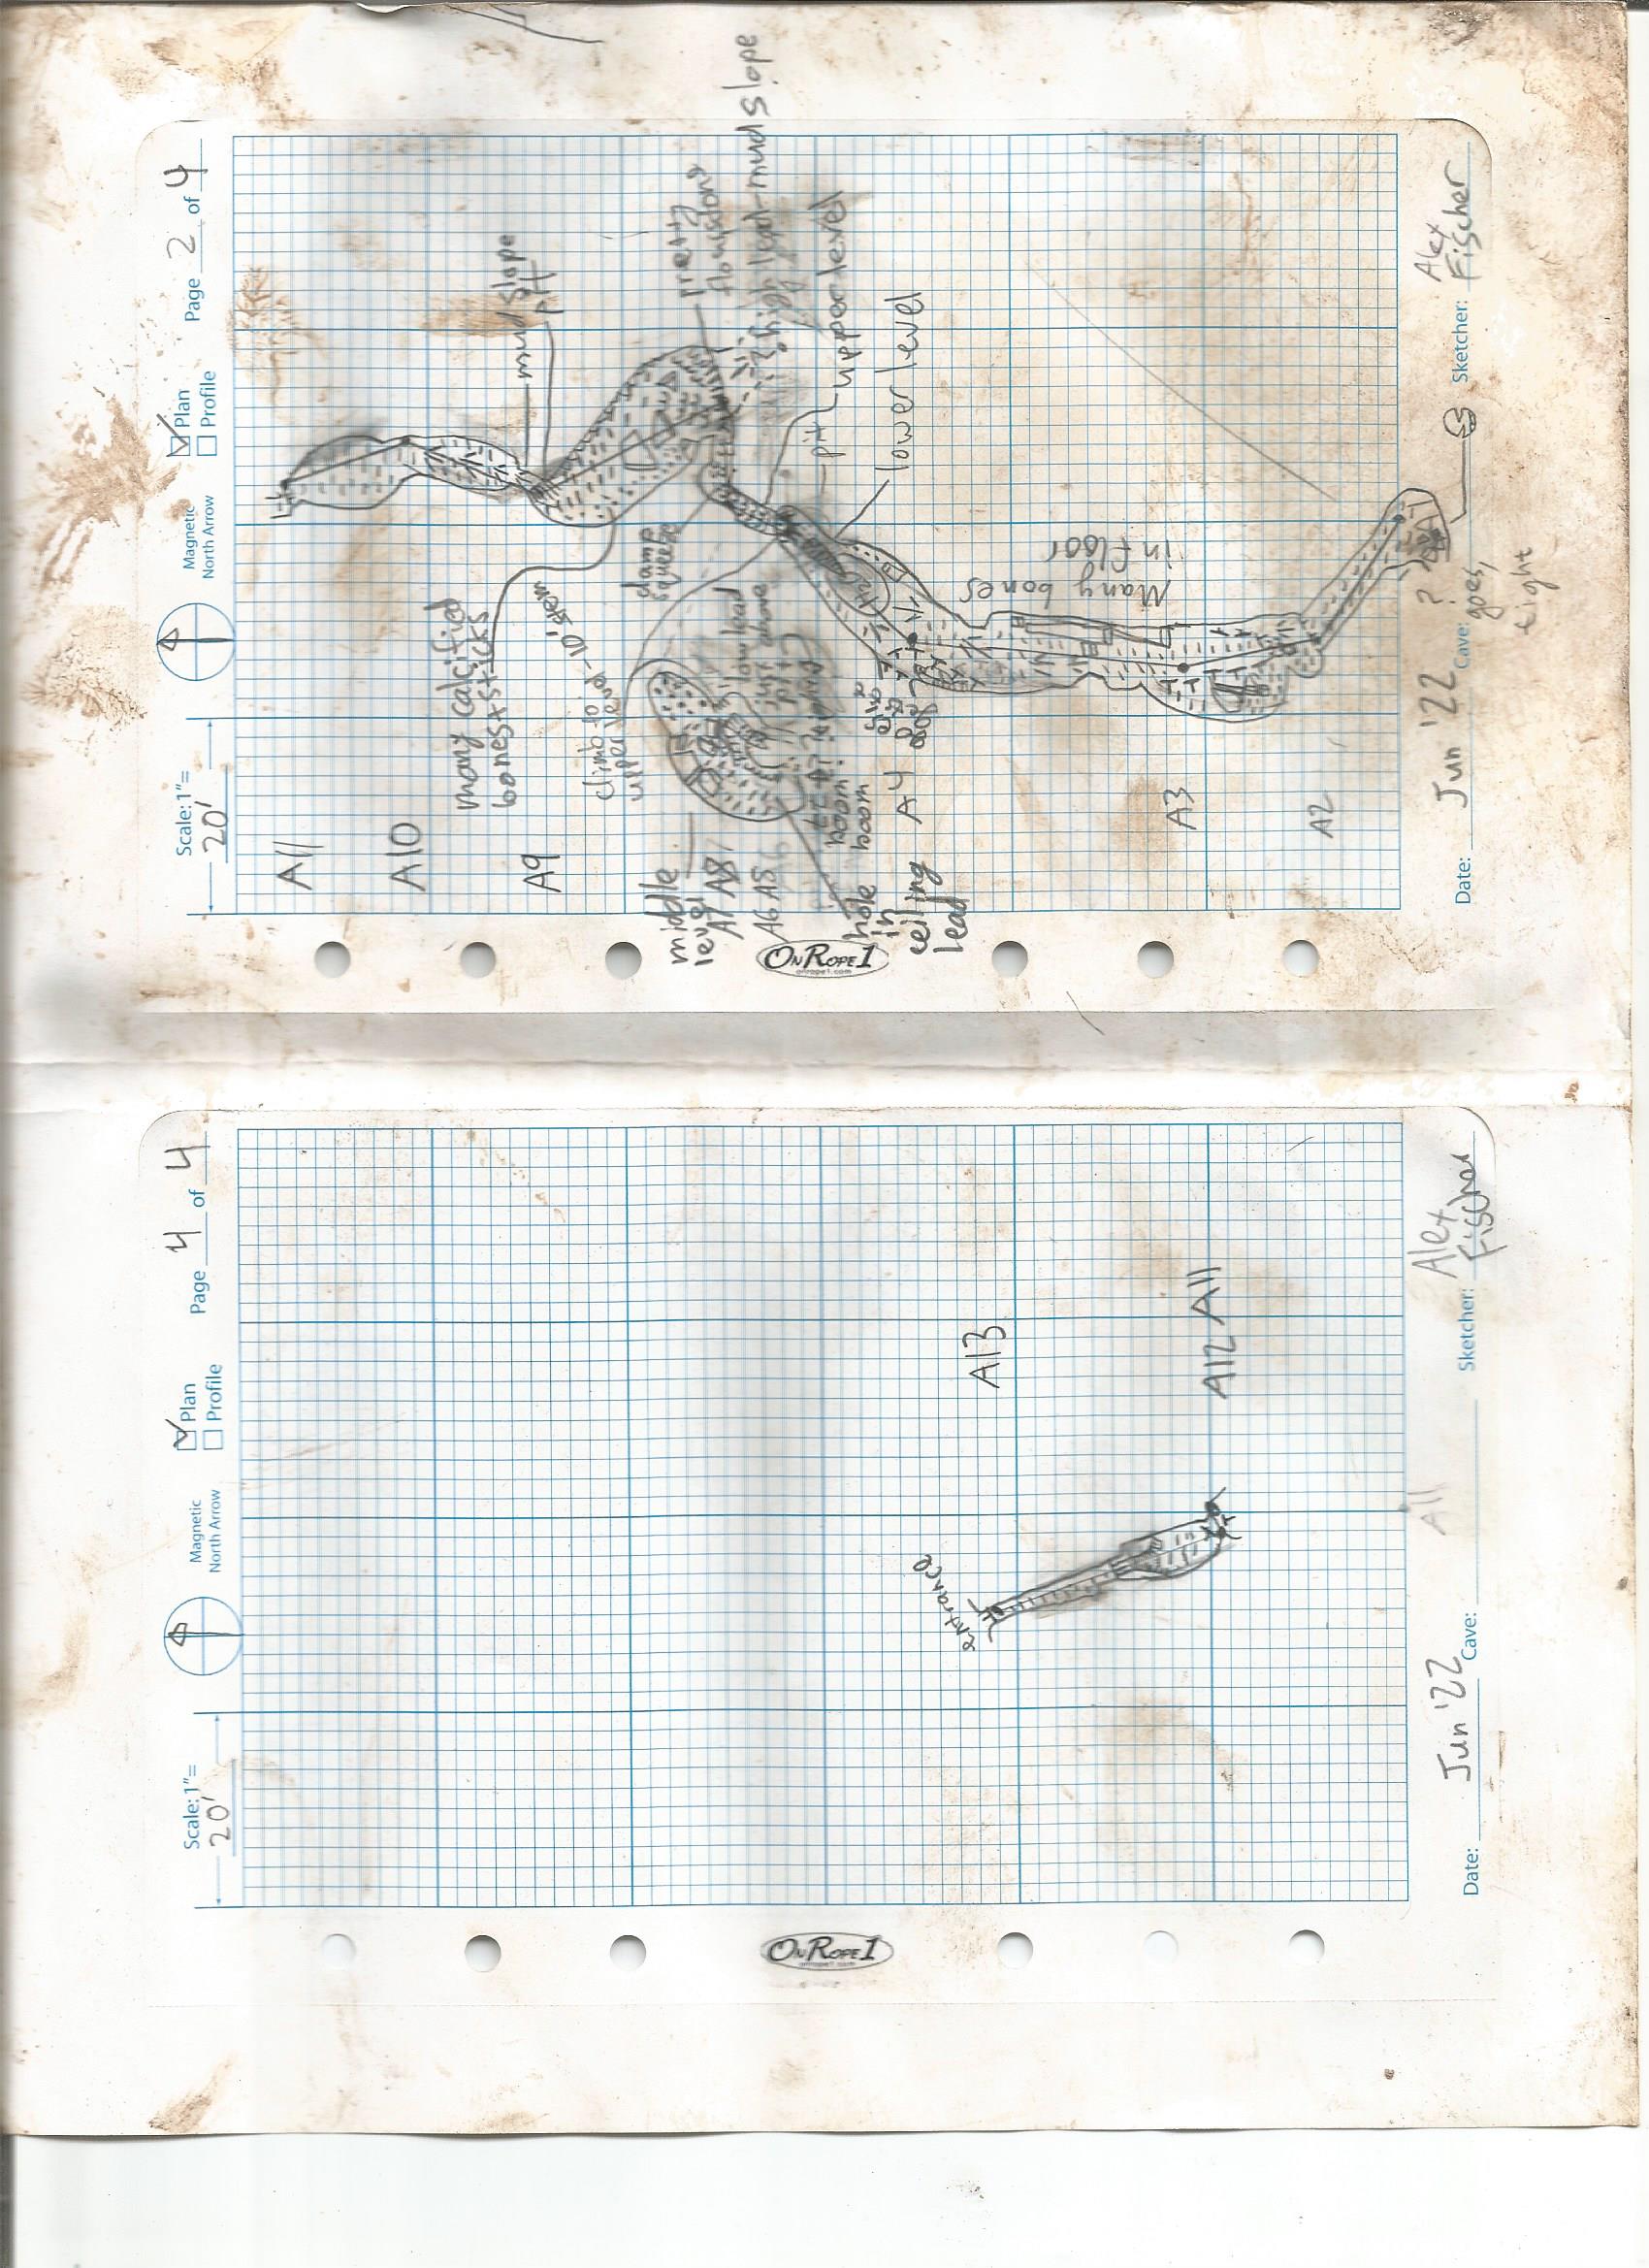 Scale: 1"=
20'
Magnetic
North Arrow
Plan
Profile
Page 2 of 4
A11
A10
A9
many calcified
bones + sticks
mud slope
climb to
upper level - 10' stem
damp
squeeze
pretty
flowstone
high lead - mud slope
middle
level
A7 A8
A6 A5
low lead
just above
pit
pit
upper level
lower level
hole
in
ceiling
lead
boom
A4
Many bones
in floor
A3
A2
goes,
tight
OnRope1
onrope1.com
Date: Jun '22 Cave: ? Sketcher: Alex
Fischer
Scale: 1"=
20'
Magnetic
North Arrow
Plan
Profile
Page 4 of 4
entrance
A13
A12 A11
A11
OnRope1
onrope1.com
Date: Jun '22 Cave: Sketcher: Alex
Fischer